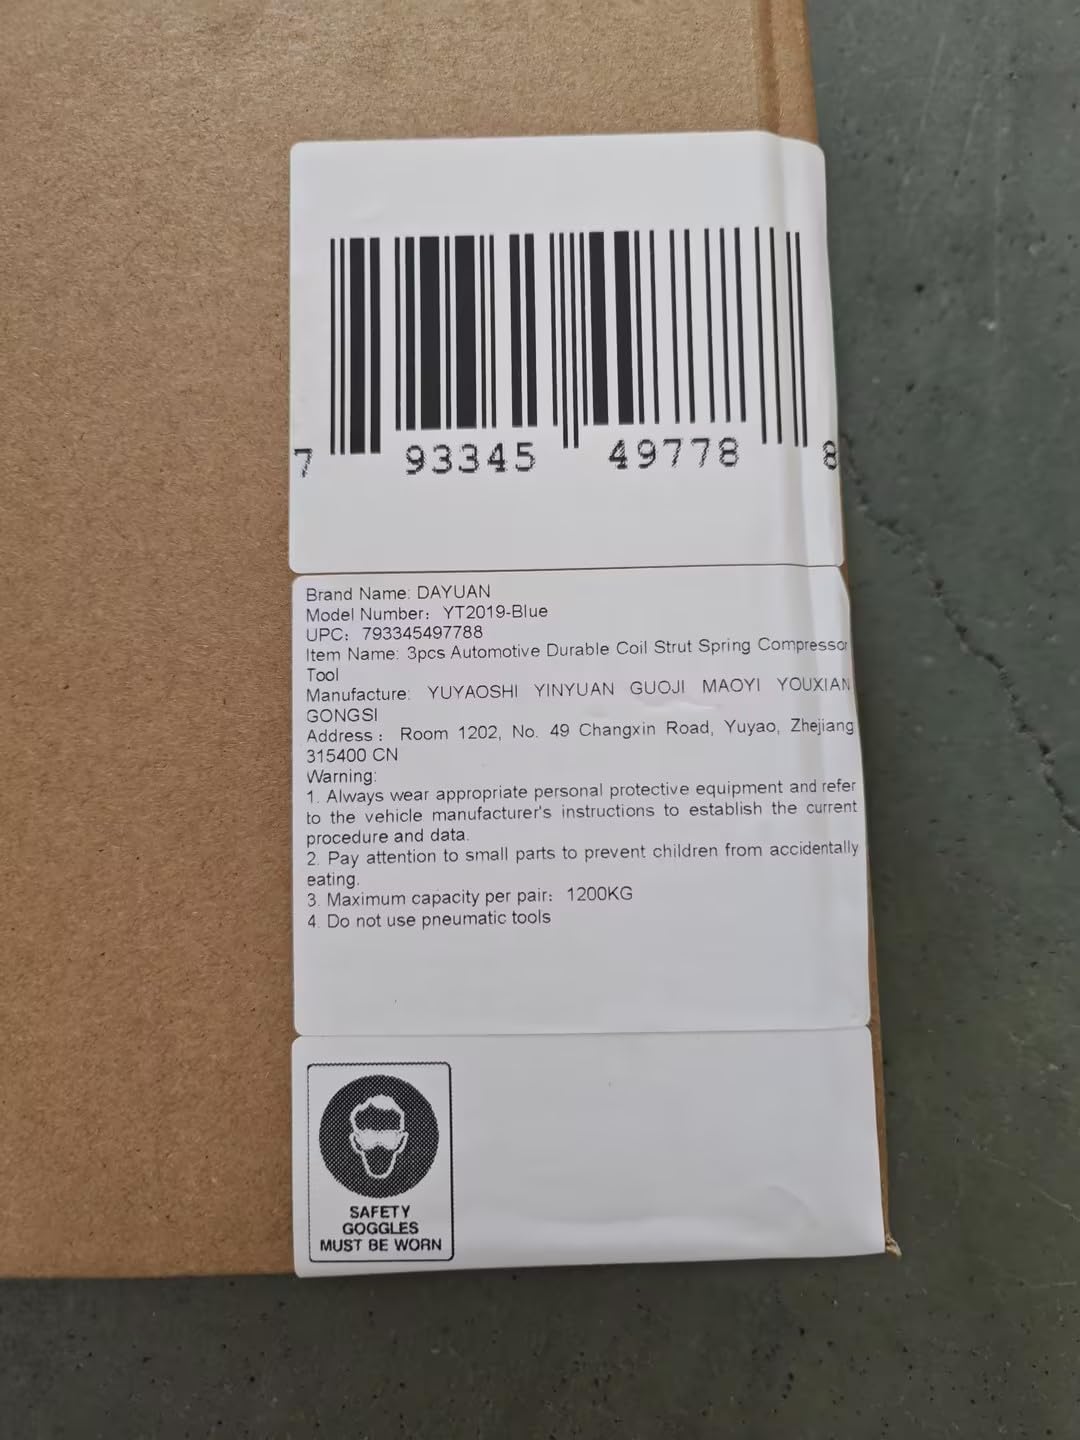 7 93345 49778 8
Brand Name: DAYUAN
Model Number： YT2019-Blue
UPC： 793345497788
Item Name: 3pcs Automotive Durable Coil Strut Spring Compressor
Tool
Manufacture: YUYAOSHI YINYUAN GUOJI MAOYI YOUXIAN
GONGSI
Address： Room 1202, No. 49 Changxin Road, Yuyao, Zhejiang
315400 CN
Warning:
1. Always wear appropriate personal protective equipment and refer
to the vehicle manufacturer's instructions to establish the current
procedure and data.
2. Pay attention to small parts to prevent children from accidentally
eating.
3. Maximum capacity per pair： 1200KG
4. Do not use pneumatic tools
SAFETY
GOGGLES
MUST BE WORN